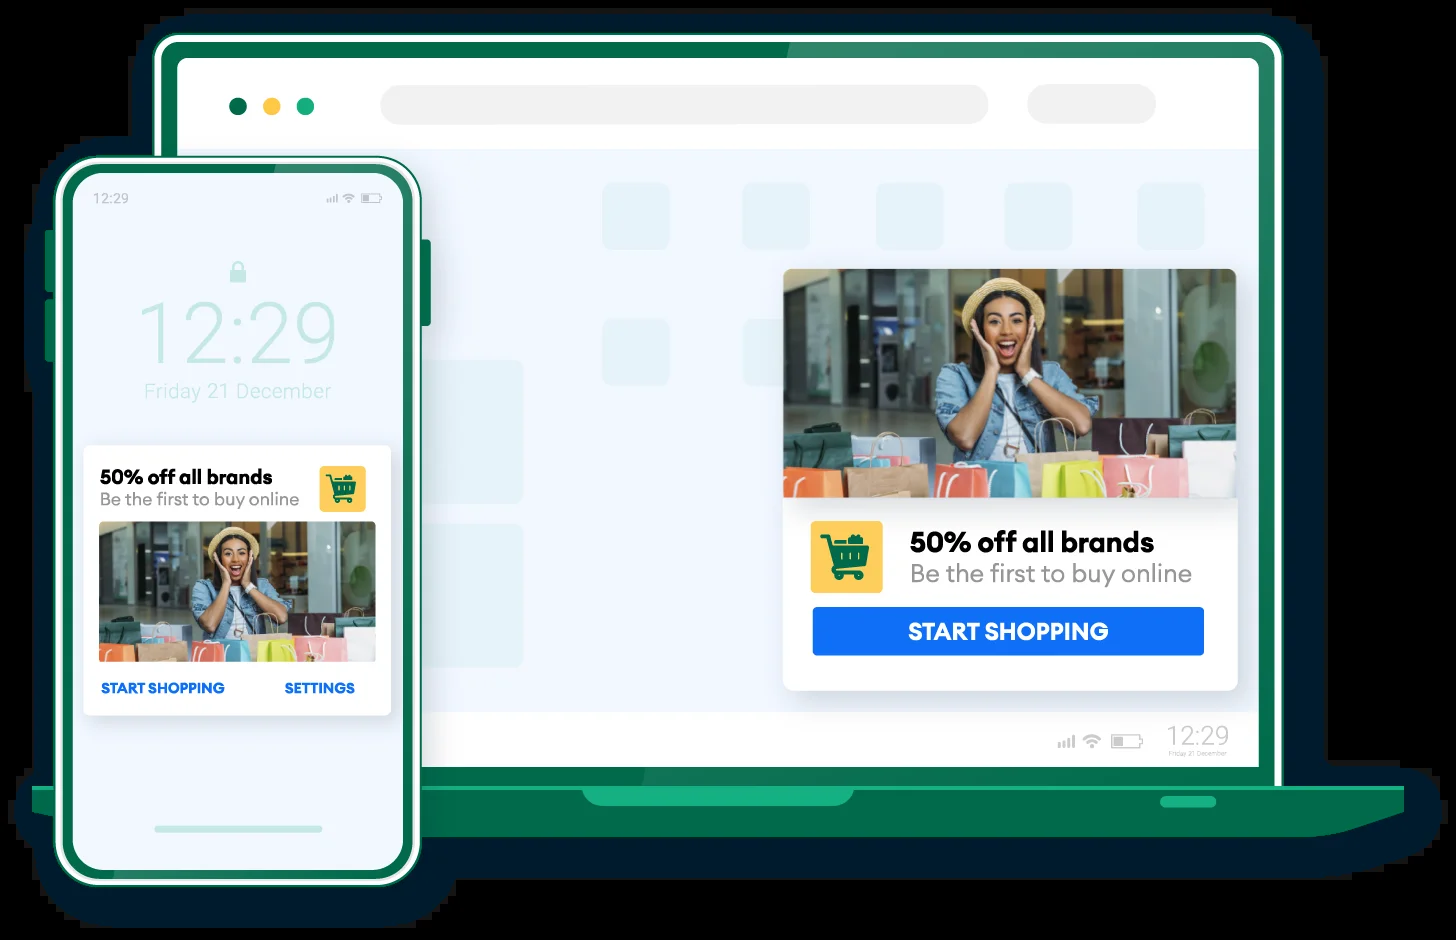 12:29
12:29
Friday 21 December
50% off all brands
Be the first to buy online
START SHOPPING
SETTINGS
50% off all brands
Be the first to buy online
START SHOPPING
12:29
Friday 21 December